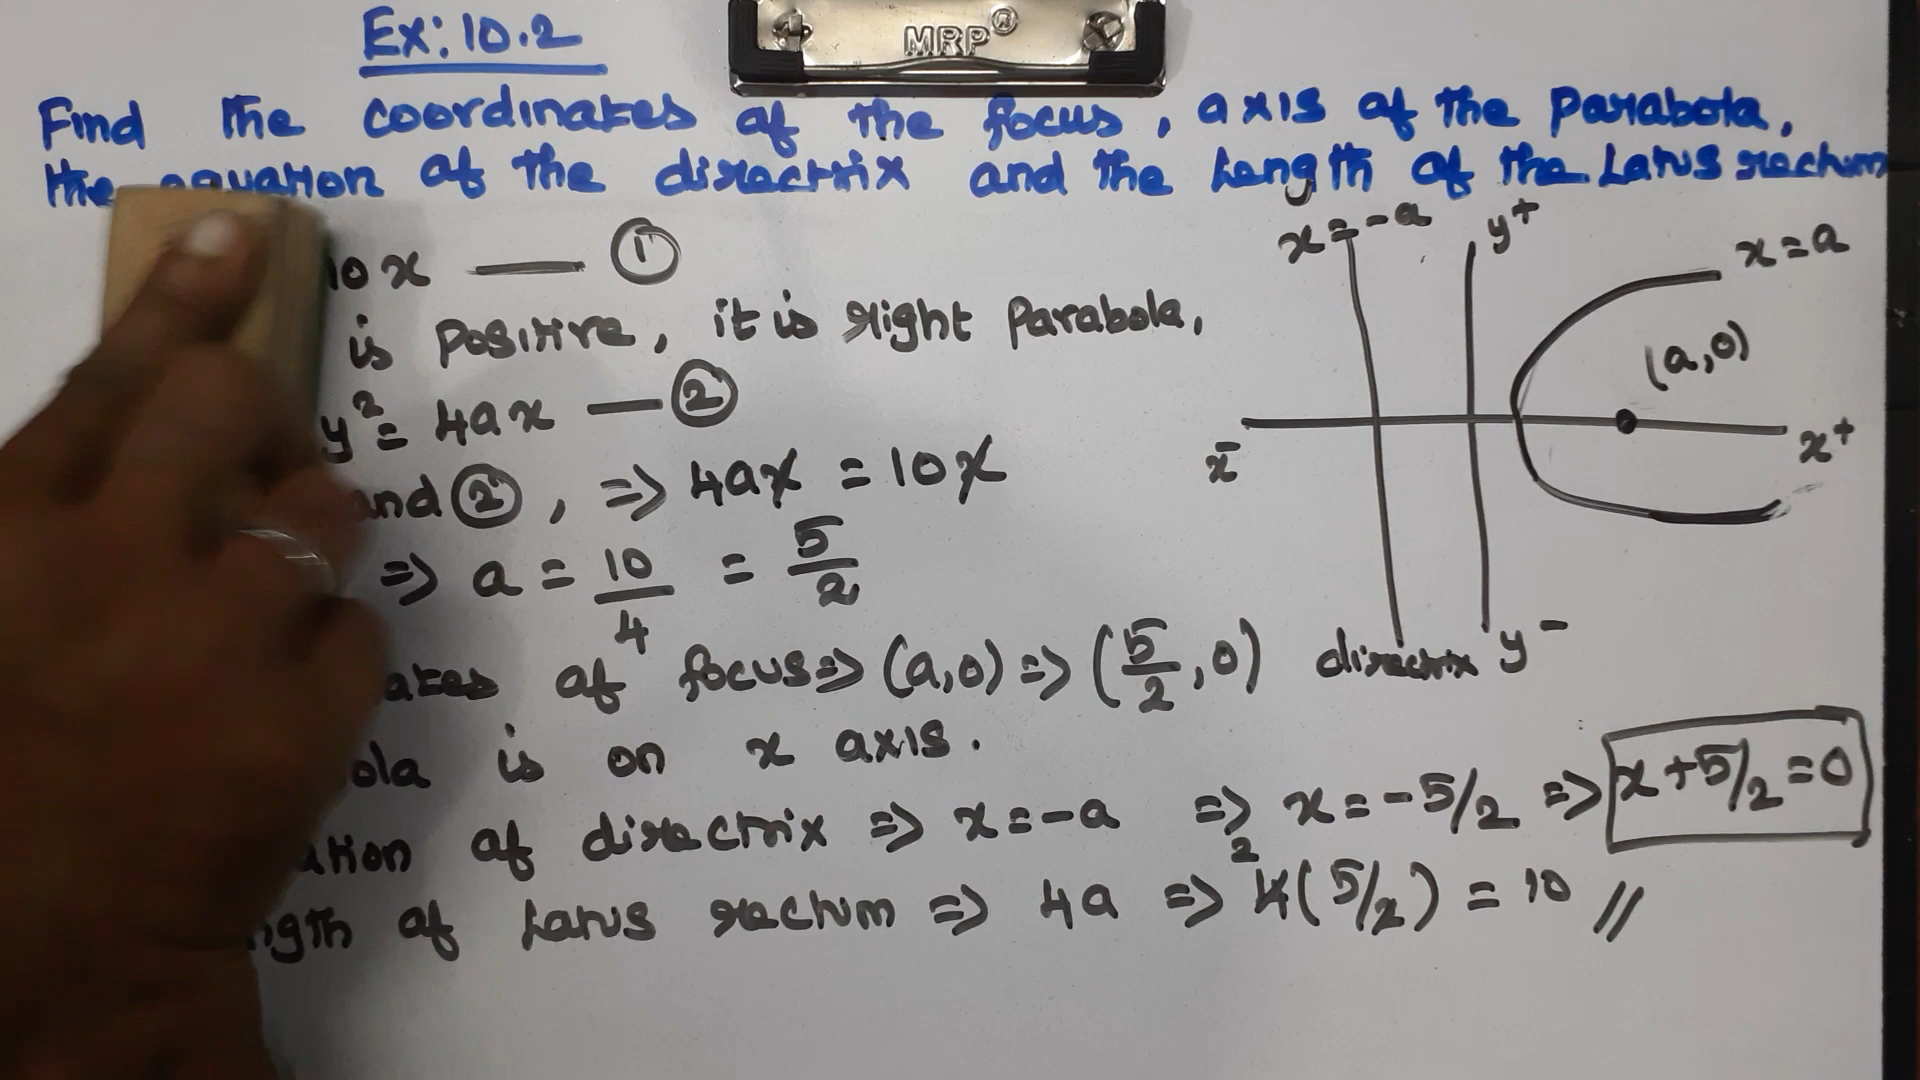 MRP®
Ex: 10.2
Find the coordinates of the focus, axis of the Parabola,
the equation of the directrix and the Length of the Latus rectum
10x — ①
is Positive, it is right Parabola,
y² = 4ax — ②
and ②, => 4ax = 10x
=> a = 10/4 = 5/2
of focus => (a,0) => (5/2, 0)
is on x axis.
of directrix => x = -a => x = -5/2 => x + 5/2 = 0
of Latus rectum => 4a => 4(5/2) = 10 //
2
x = -a
y+
x = a
(a,0)
x-
x+
directrix
y-